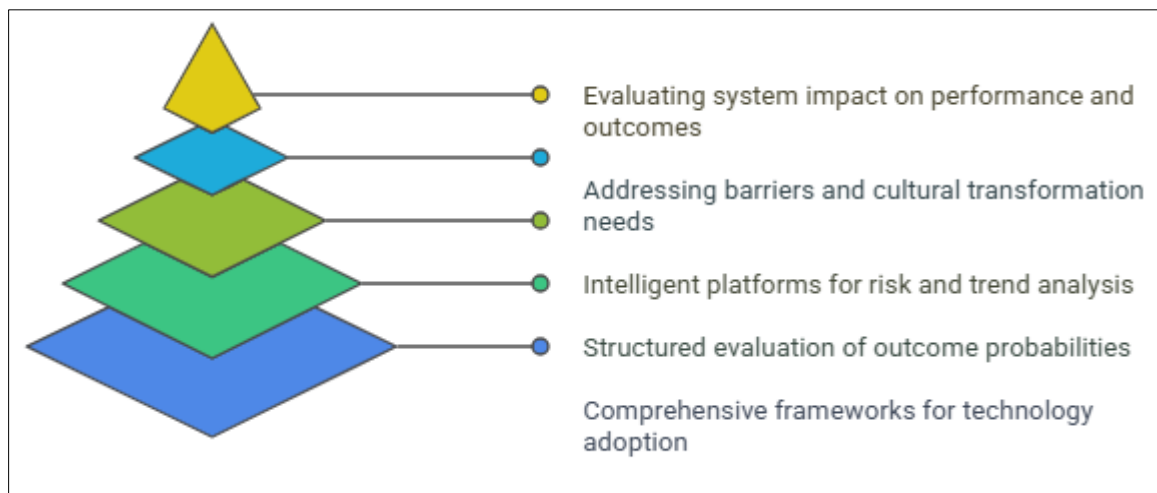 Evaluating system impact on performance and
outcomes
Addressing barriers and cultural transformation
needs
Intelligent platforms for risk and trend analysis
Structured evaluation of outcome probabilities
Comprehensive frameworks for technology
adoption